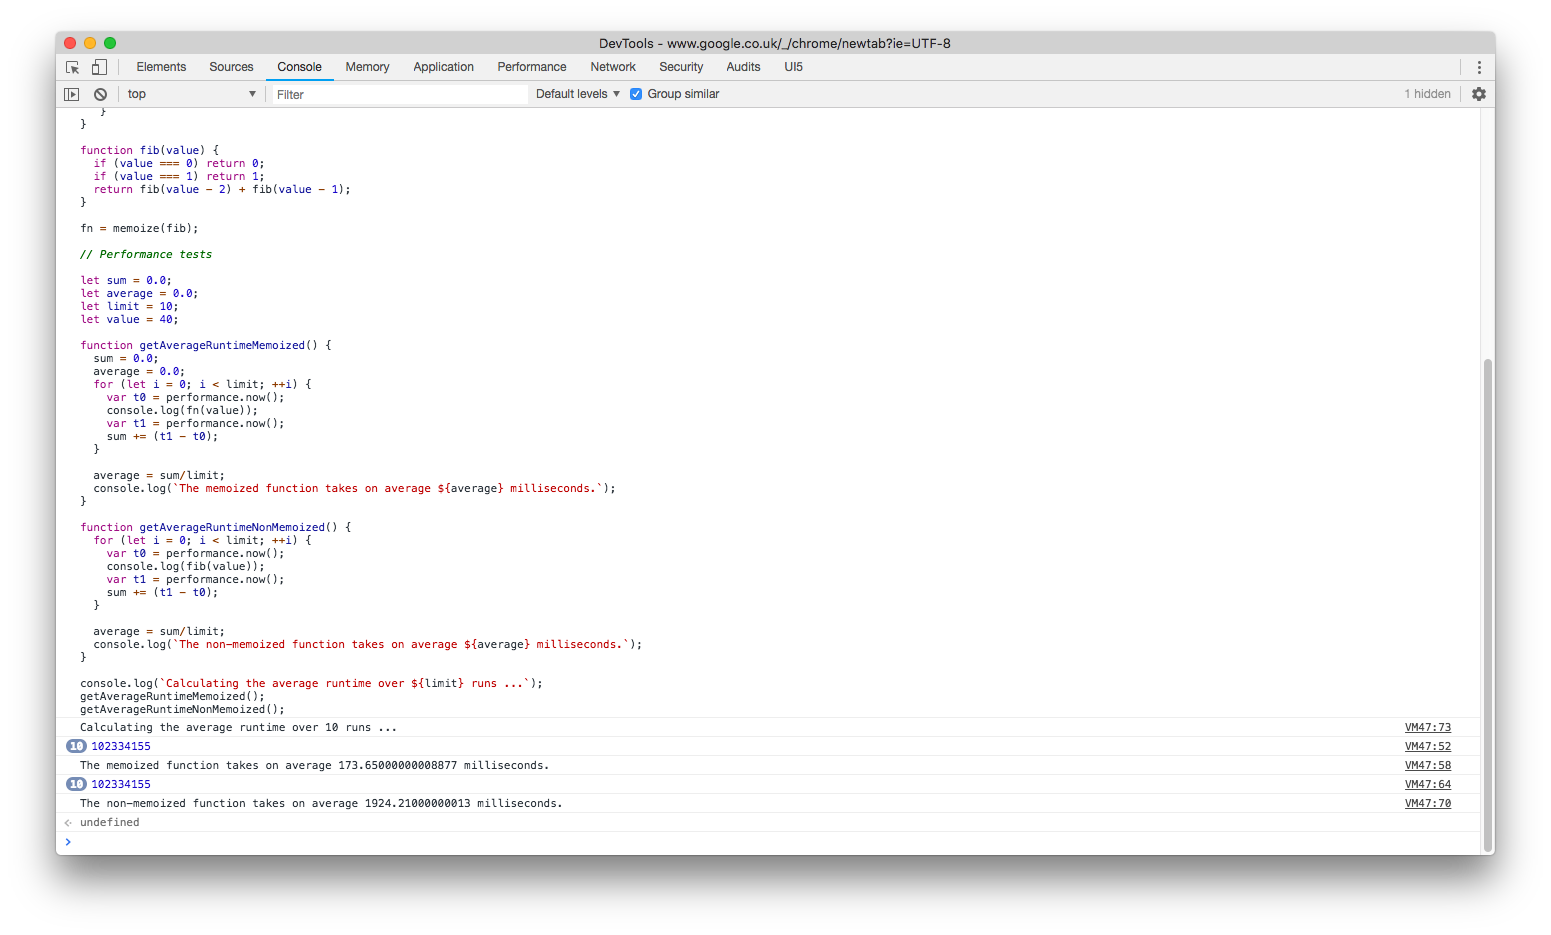 DevTools - www.google.co.uk/_/chrome/newtab?ie=UTF-8
Elements Sources Console Memory Application Performance Network Security Audits UI5
top Filter Default levels Group similar 1 hidden
}
}
function fib(value) {
if (value === 0) return 0;
if (value === 1) return 1;
return fib(value - 2) + fib(value - 1);
}
fn = memoize(fib);
// Performance tests
let sum = 0.0;
let average = 0.0;
let limit = 10;
let value = 40;
function getAverageRuntimeMemoized() {
sum = 0.0;
average = 0.0;
for (let i = 0; i < limit; ++i) {
var t0 = performance.now();
console.log(fn(value));
var t1 = performance.now();
sum += (t1 - t0);
}
average = sum/limit;
console.log(`The memoized function takes on average ${average} milliseconds.`);
}
function getAverageRuntimeNonMemoized() {
for (let i = 0; i < limit; ++i) {
var t0 = performance.now();
console.log(fib(value));
var t1 = performance.now();
sum += (t1 - t0);
}
average = sum/limit;
console.log(`The non-memoized function takes on average ${average} milliseconds.`);
}
console.log(`Calculating the average runtime over ${limit} runs ...`);
getAverageRuntimeMemoized();
getAverageRuntimeNonMemoized();
Calculating the average runtime over 10 runs ... VM47:73
10 102334155 VM47:52
The memoized function takes on average 173.65000000008877 milliseconds. VM47:58
10 102334155 VM47:64
The non-memoized function takes on average 1924.21000000013 milliseconds. VM47:70
undefined